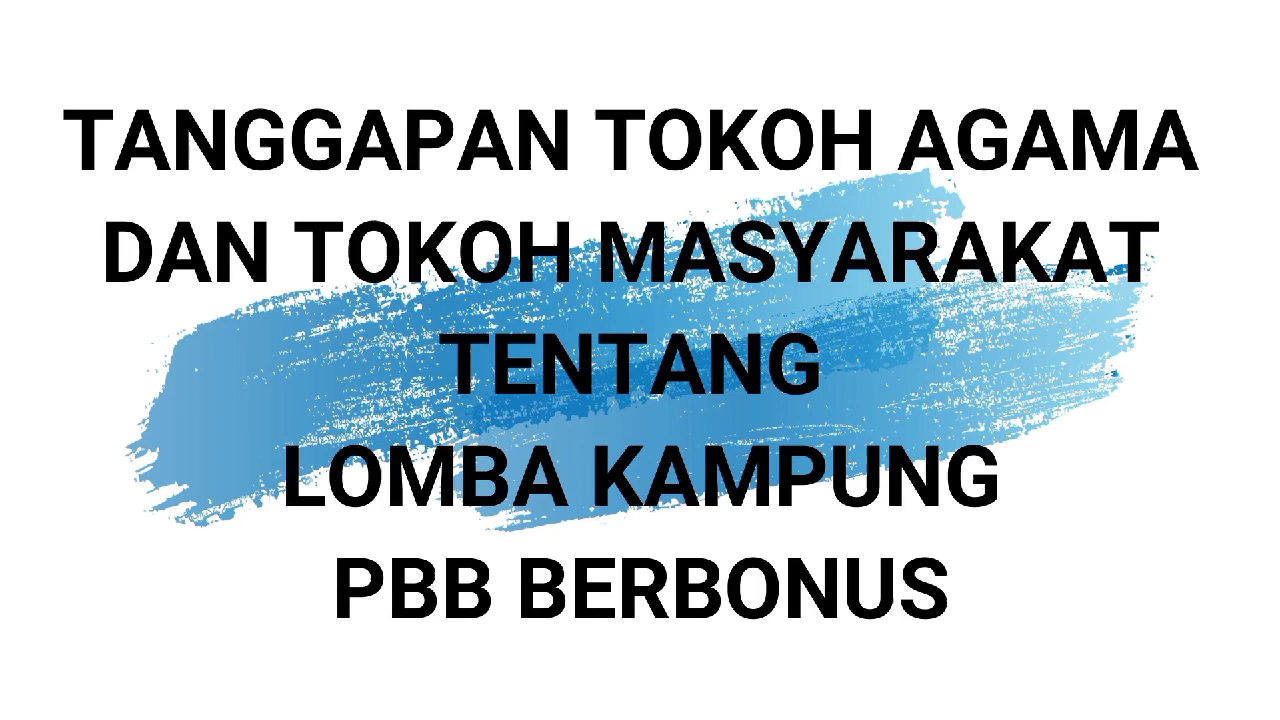 TANGGAPAN TOKOH AGAMA
DAN TOKOH MASYARAKAT
TENTANG
LOMBA KAMPUNG
PBB BERBONUS